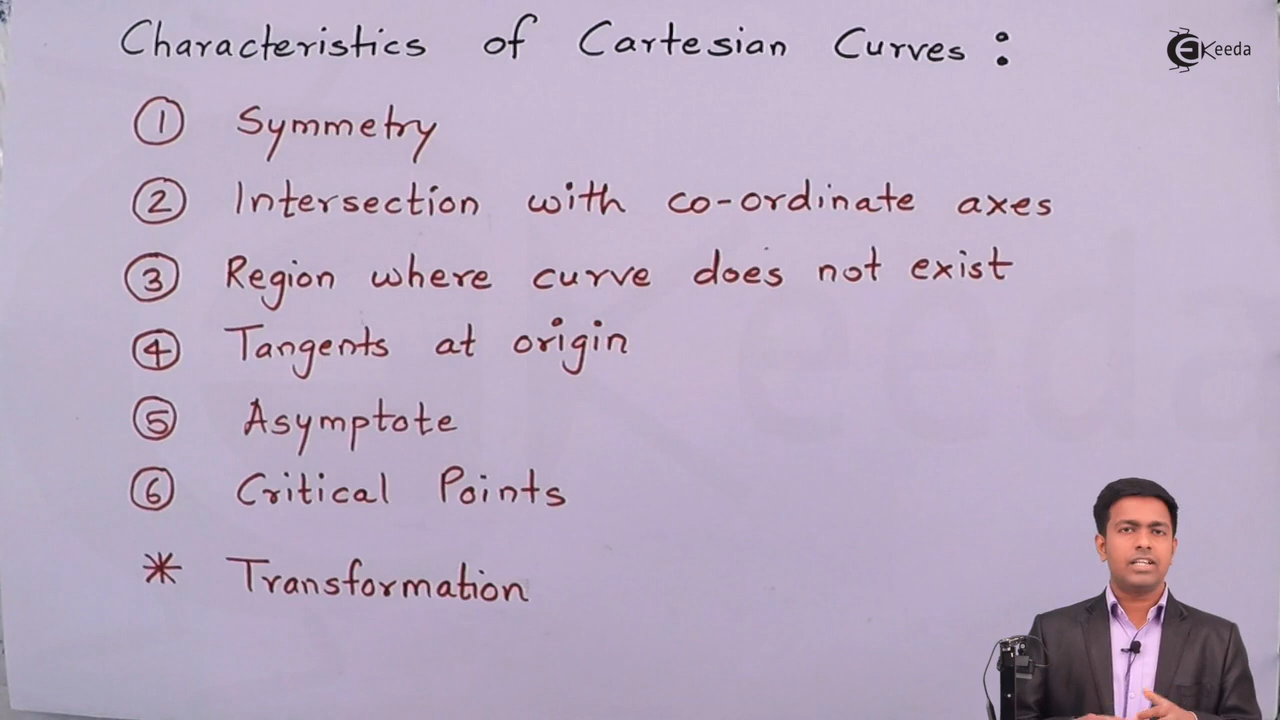 Characteristics of Cartesian Curves :
EKeeda
① Symmetry
② Intersection with co-ordinate axes
③ Region where curve does not exist
④ Tangents at origin
⑤ Asymptote
⑥ Critical Points
* Transformation